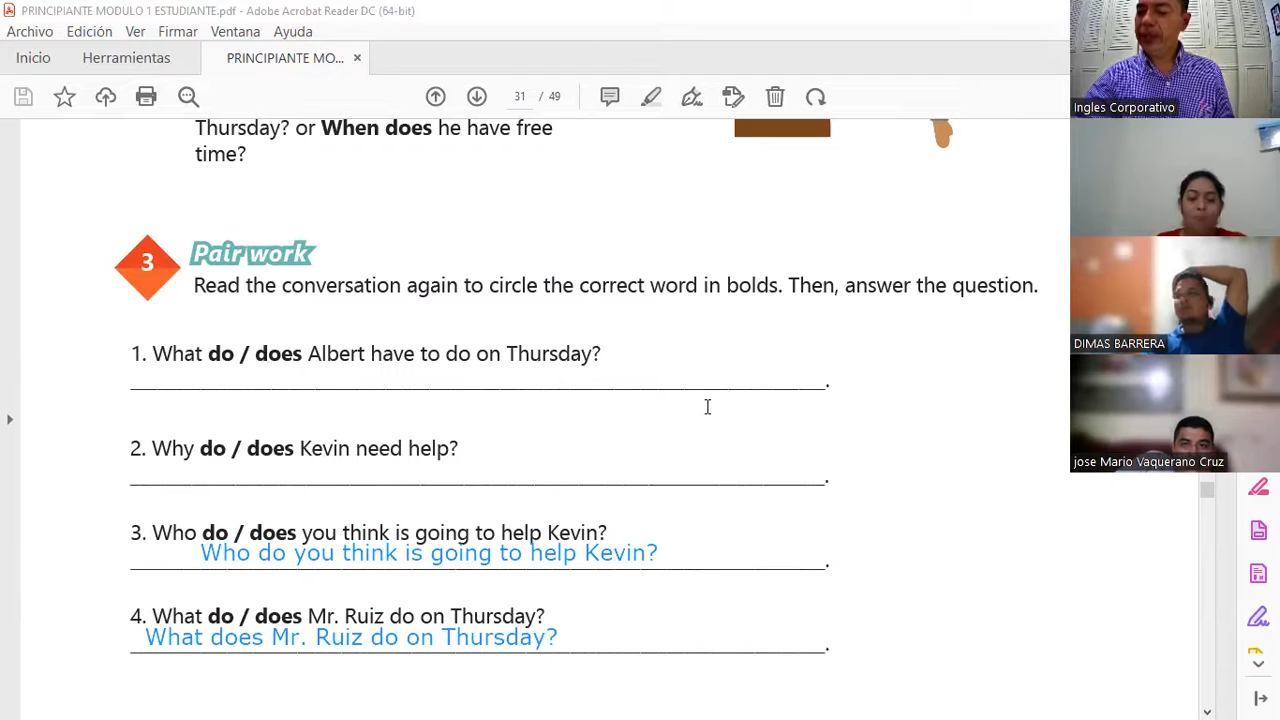 PRINCIPIANTE MODULO 1 ESTUDIANTE.pdf - Adobe Acrobat Reader DC (64-bit)
Archivo Edición Ver Firmar Ventana Ayuda
Inicio Herramientas PRINCIPIANTE MO... ×
31 / 49
Thursday? or When does he have free
time?
3 Pair work
Read the conversation again to circle the correct word in bolds. Then, answer the question.
1. What do / does Albert have to do on Thursday?
2. Why do / does Kevin need help?
3. Who do / does you think is going to help Kevin?
Who do you think is going to help Kevin?
4. What do / does Mr. Ruiz do on Thursday?
What does Mr. Ruiz do on Thursday?
Ingles Corporativo
DIMAS BARRERA
jose Mario Vaquerano Cruz